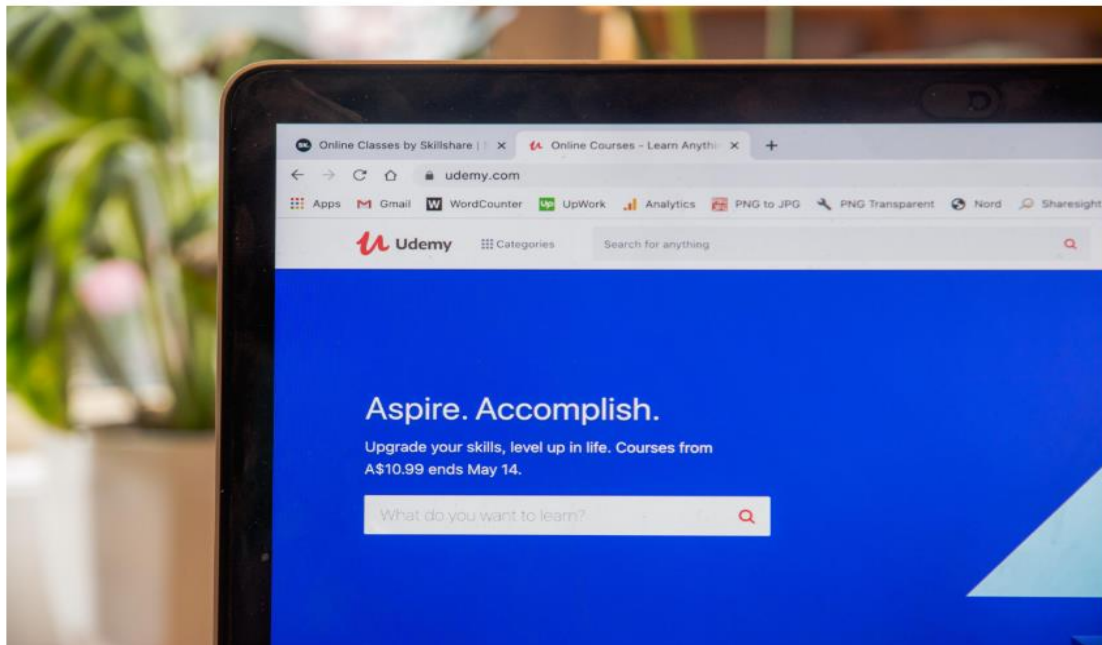 SK. Online Classes by Skillshare | Online Courses - Learn Anythi
udemy.com
Apps Gmail W WordCounter Up UpWork Analytics PNG to JPG PNG Transparent Nord Sharesight
Udemy Categories Search for anything
Aspire. Accomplish.
Upgrade your skills, level up in life. Courses from
A$10.99 ends May 14.
What do you want to learn?